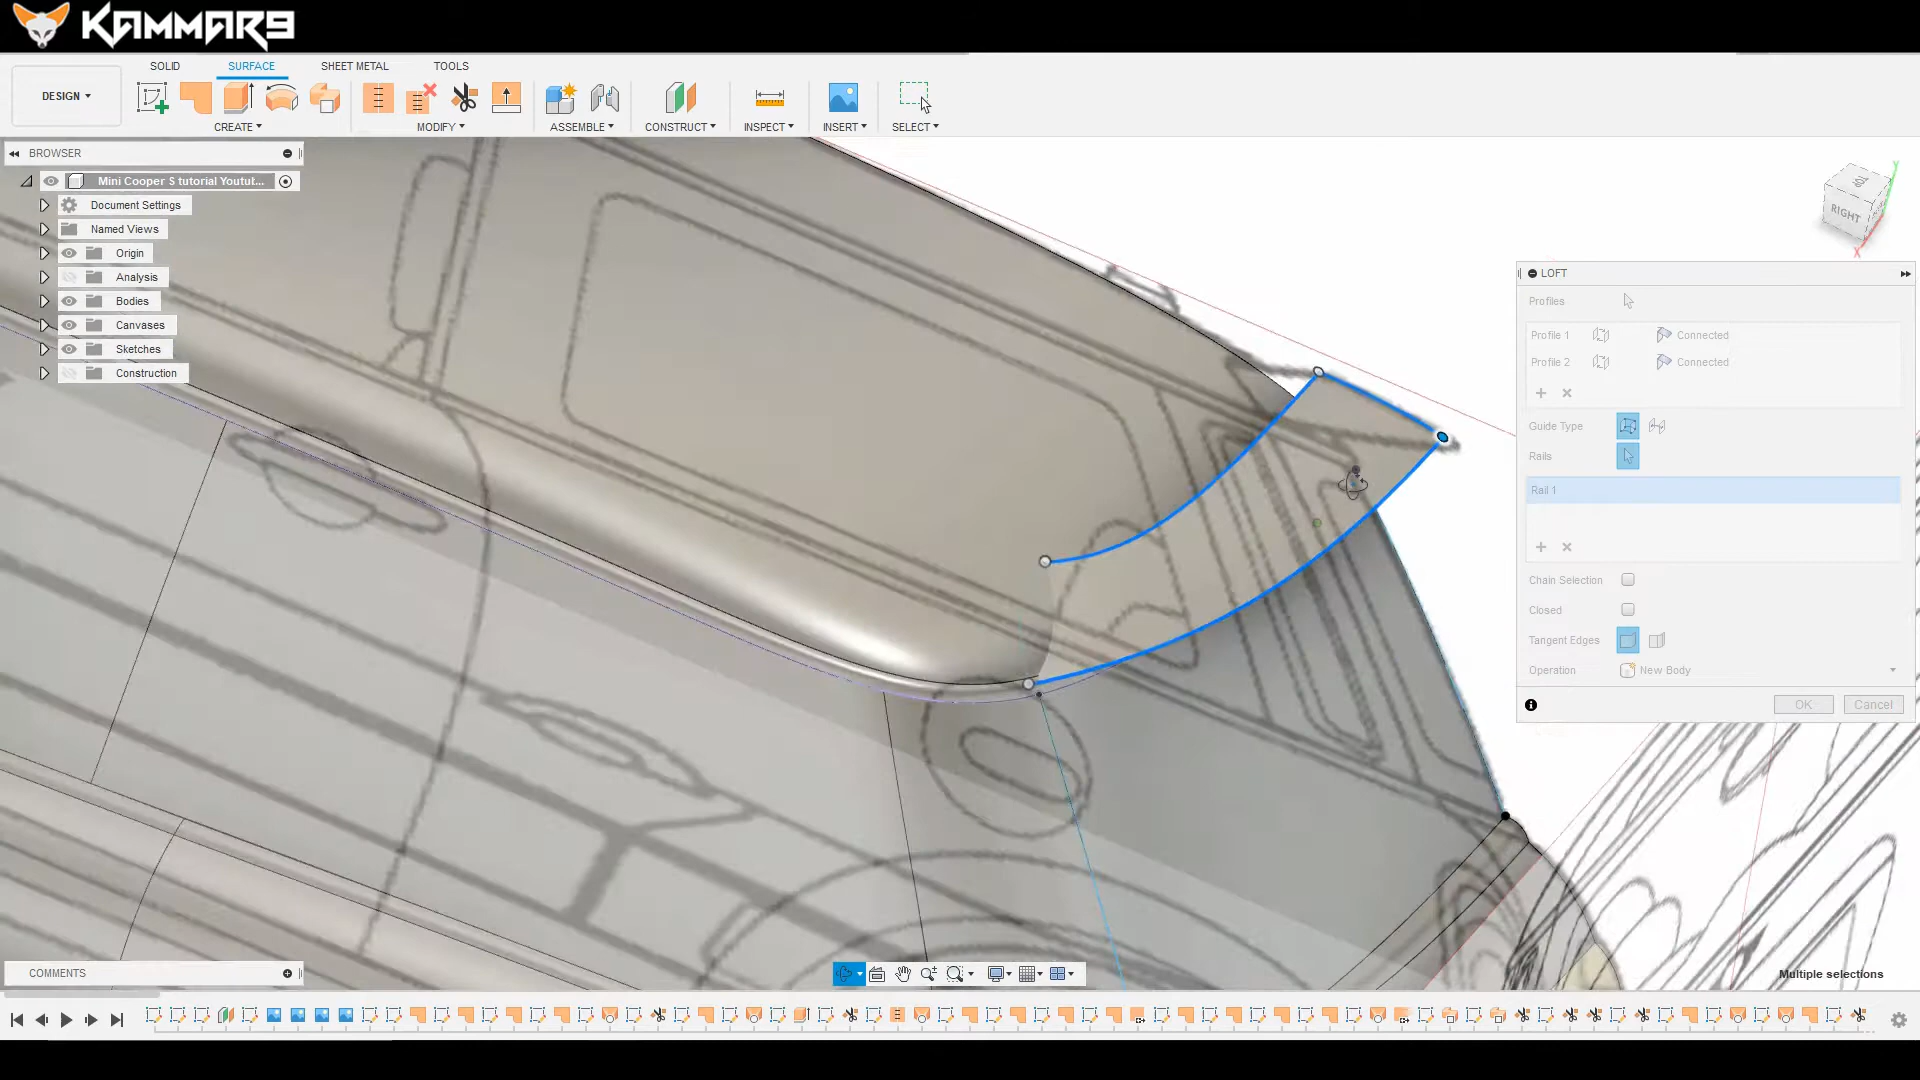 KAMMAR9
SOLID SURFACE SHEET METAL TOOLS
DESIGN
CREATE MODIFY ASSEMBLE CONSTRUCT INSPECT INSERT SELECT
BROWSER
Mini Cooper S tutorial Youtut...
Document Settings
Named Views
Origin
Analysis
Bodies
Canvases
Sketches
Construction
TOP
RIGHT
X
Y
LOFT
Profiles
Profile 1 Connected
Profile 2 Connected
Guide Type
Rails
Rail 1
Chain Selection
Closed
Tangent Edges
Operation New Body
OK Cancel
COMMENTS
Multiple selections